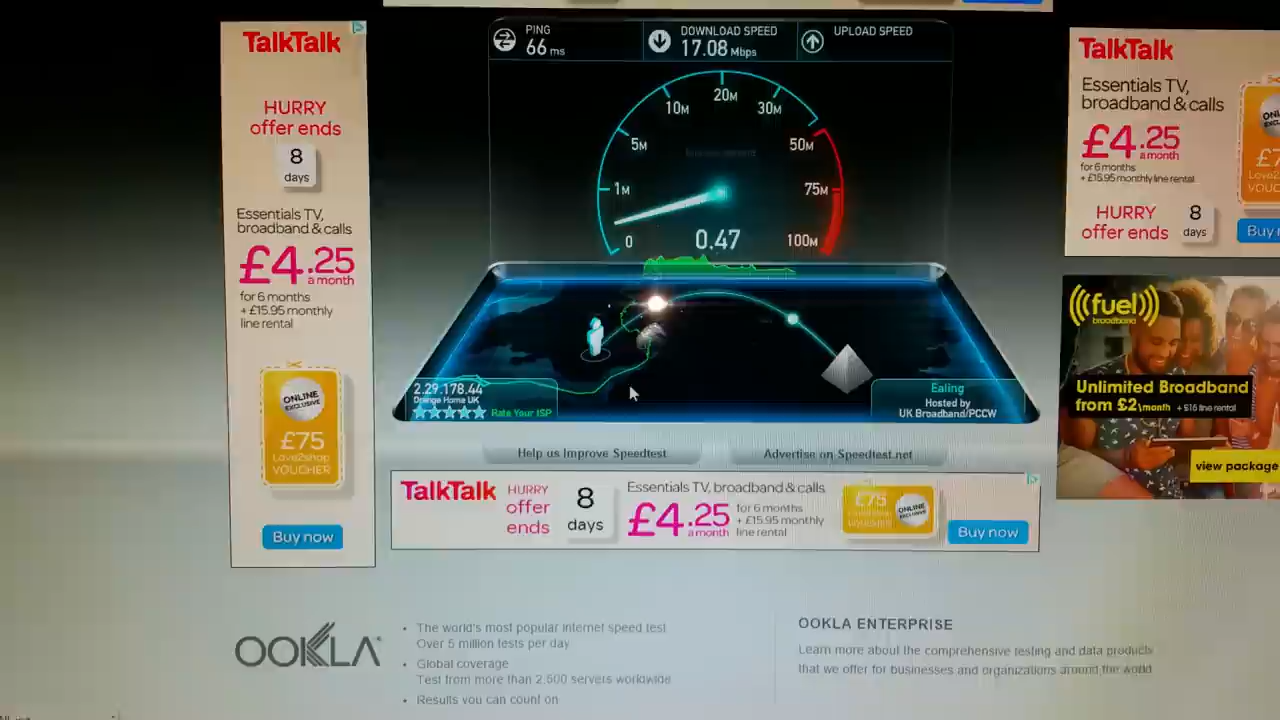 TalkTalk
HURRY
offer ends
8
days
Essentials TV,
broadband & calls
£4.25
a month
for 6 months
+ £15.95 monthly
line rental
ONLINE
EXCLUSIVE
£75
Love2shop
VOUCHER
Buy now
PING
66 ms
DOWNLOAD SPEED
17.08 Mbps
UPLOAD SPEED
20M
10M
30M
5M
50M
1M
75M
0
0.47
100M
2.29.178.44
Orange Home UK
Rate Your ISP
Ealing
Hosted by
UK Broadband/PCCW
Help us Improve Speedtest
Advertise on Speedtest.net
TalkTalk
HURRY
offer
ends
8
days
Essentials TV, broadband & calls
£4.25
a month
for 6 months
+ £15.95 monthly
line rental
£75
VOUCHER
ONLINE
EXCLUSIVE
Buy now
TalkTalk
Essentials TV,
broadband & calls
£4.25
a month
for 6 months
+ £15.95 monthly line rental
HURRY
offer ends
8
days
Buy
(((fuel)))
broadband
Unlimited Broadband
from £2\month + £16 line rental
view package
OOKLA
• The world's most popular internet speed test
Over 5 million tests per day
• Global coverage
Test from more than 2,500 servers worldwide
• Results you can count on
OOKLA ENTERPRISE
Learn more about the comprehensive testing and data products
that we offer for businesses and organizations around the world